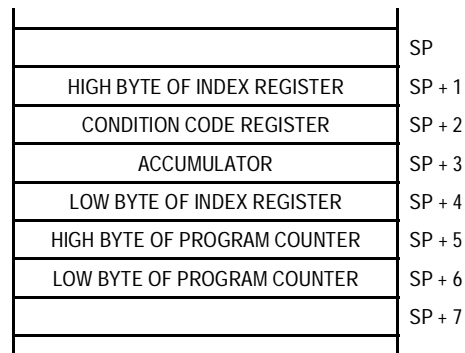 SP
HIGH BYTE OF INDEX REGISTER SP + 1
CONDITION CODE REGISTER SP + 2
ACCUMULATOR SP + 3
LOW BYTE OF INDEX REGISTER SP + 4
HIGH BYTE OF PROGRAM COUNTER SP + 5
LOW BYTE OF PROGRAM COUNTER SP + 6
SP + 7